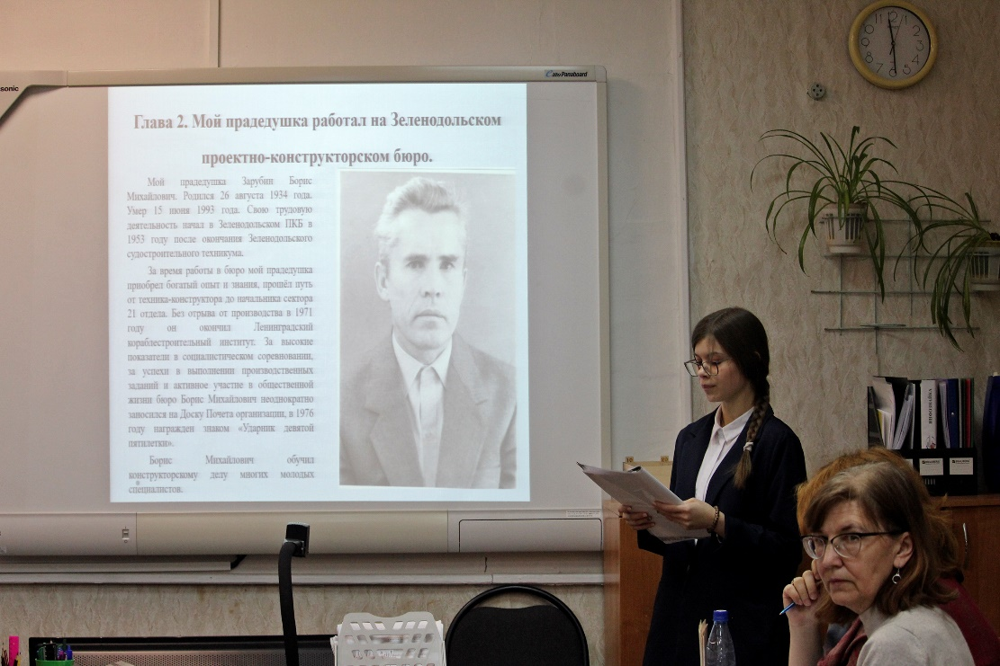 elite Panaboard
sonic
Глава 2. Мой прадедушка работал на Зеленодольском
проектно-конструкторском бюро.
Мой прадедушка Зарубин Борис
Михайлович. Родился 26 августа 1934 года.
Умер 15 июня 1993 года. Свою трудовую
деятельность начал в Зеленодольском ПКБ в
1953 году после окончания Зеленодольского
судостроительного техникума.
За время работы в бюро мой прадедушка
приобрел богатый опыт и знания, прошёл путь
от техника-конструктора до начальника сектора
21 отдела. Без отрыва от производства в 1971
году он окончил Ленинградский
кораблестроительный институт. За высокие
показатели в социалистическом соревновании,
за успехи в выполнении производственных
заданий и активное участие в общественной
жизни бюро Борис Михайлович неоднократно
заносился на Доску Почета организации, в 1976
году награжден знаком «Ударник девятой
пятилетки».
Борис Михайлович обучил
конструкторскому делу многих молодых
специалистов.